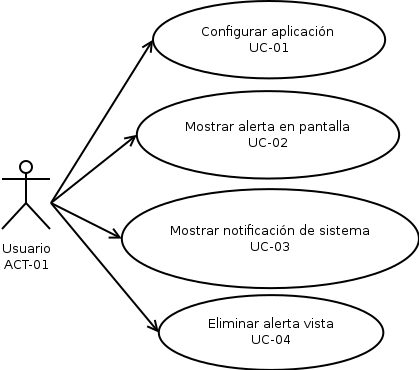 Configurar aplicación
UC-01
Mostrar alerta en pantalla
UC-02
Usuario
ACT-01
Mostrar notificación de sistema
UC-03
Eliminar alerta vista
UC-04